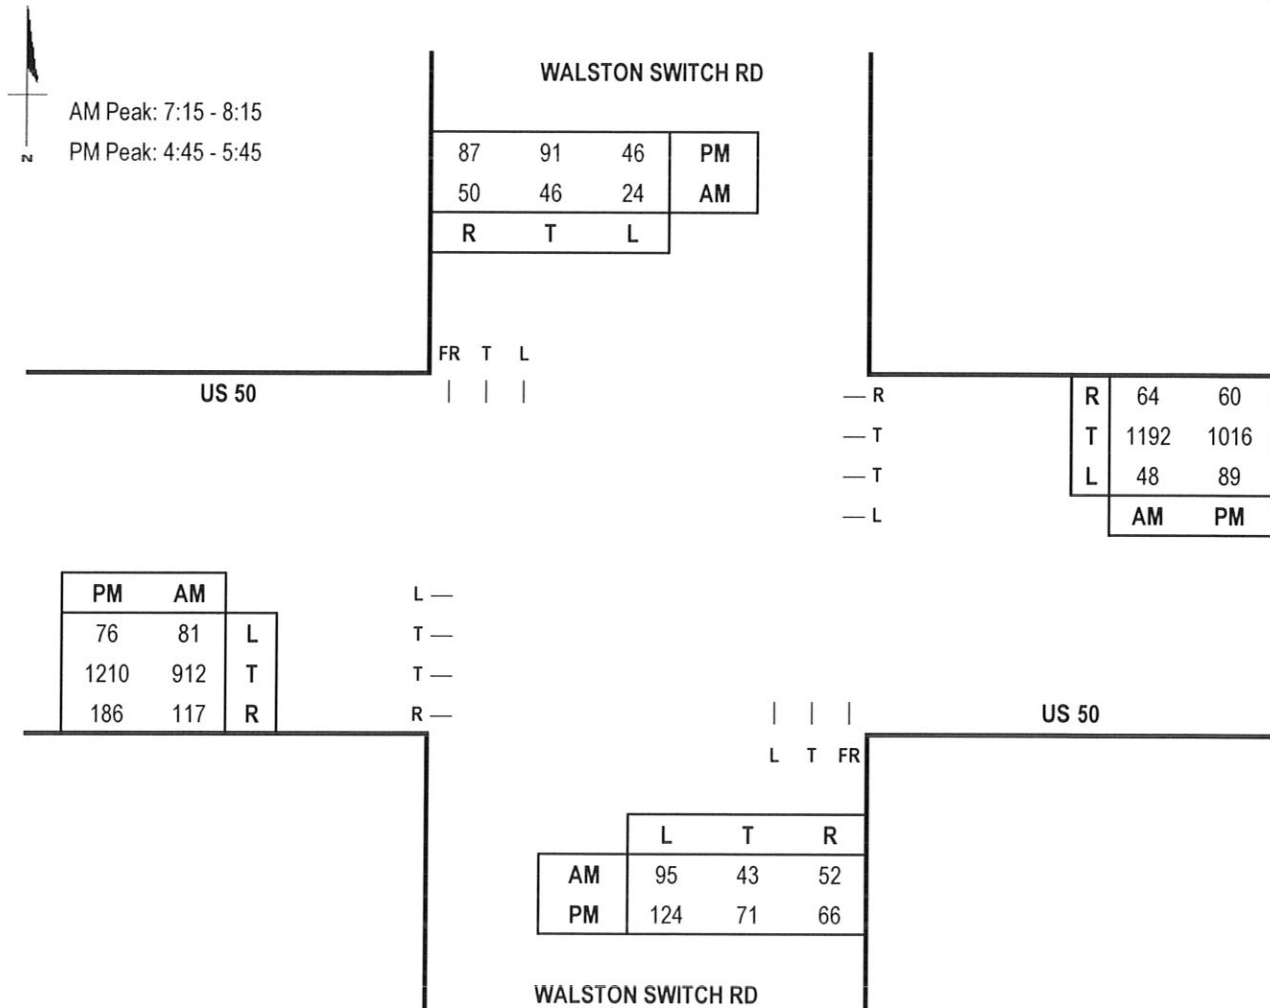 WALSTON SWITCH RD
AM Peak: 7:15 - 8:15
PM Peak: 4:45 - 5:45
N
87 91 46 PM
50 46 24 AM
R T L
FR T L
US 50
R
T
T
L
R 64 60
T 1192 1016
L 48 89
AM PM
PM AM
76 81 L
1210 912 T
186 117 R
L
T
T
R
US 50
L T FR
L T R
AM 95 43 52
PM 124 71 66
WALSTON SWITCH RD